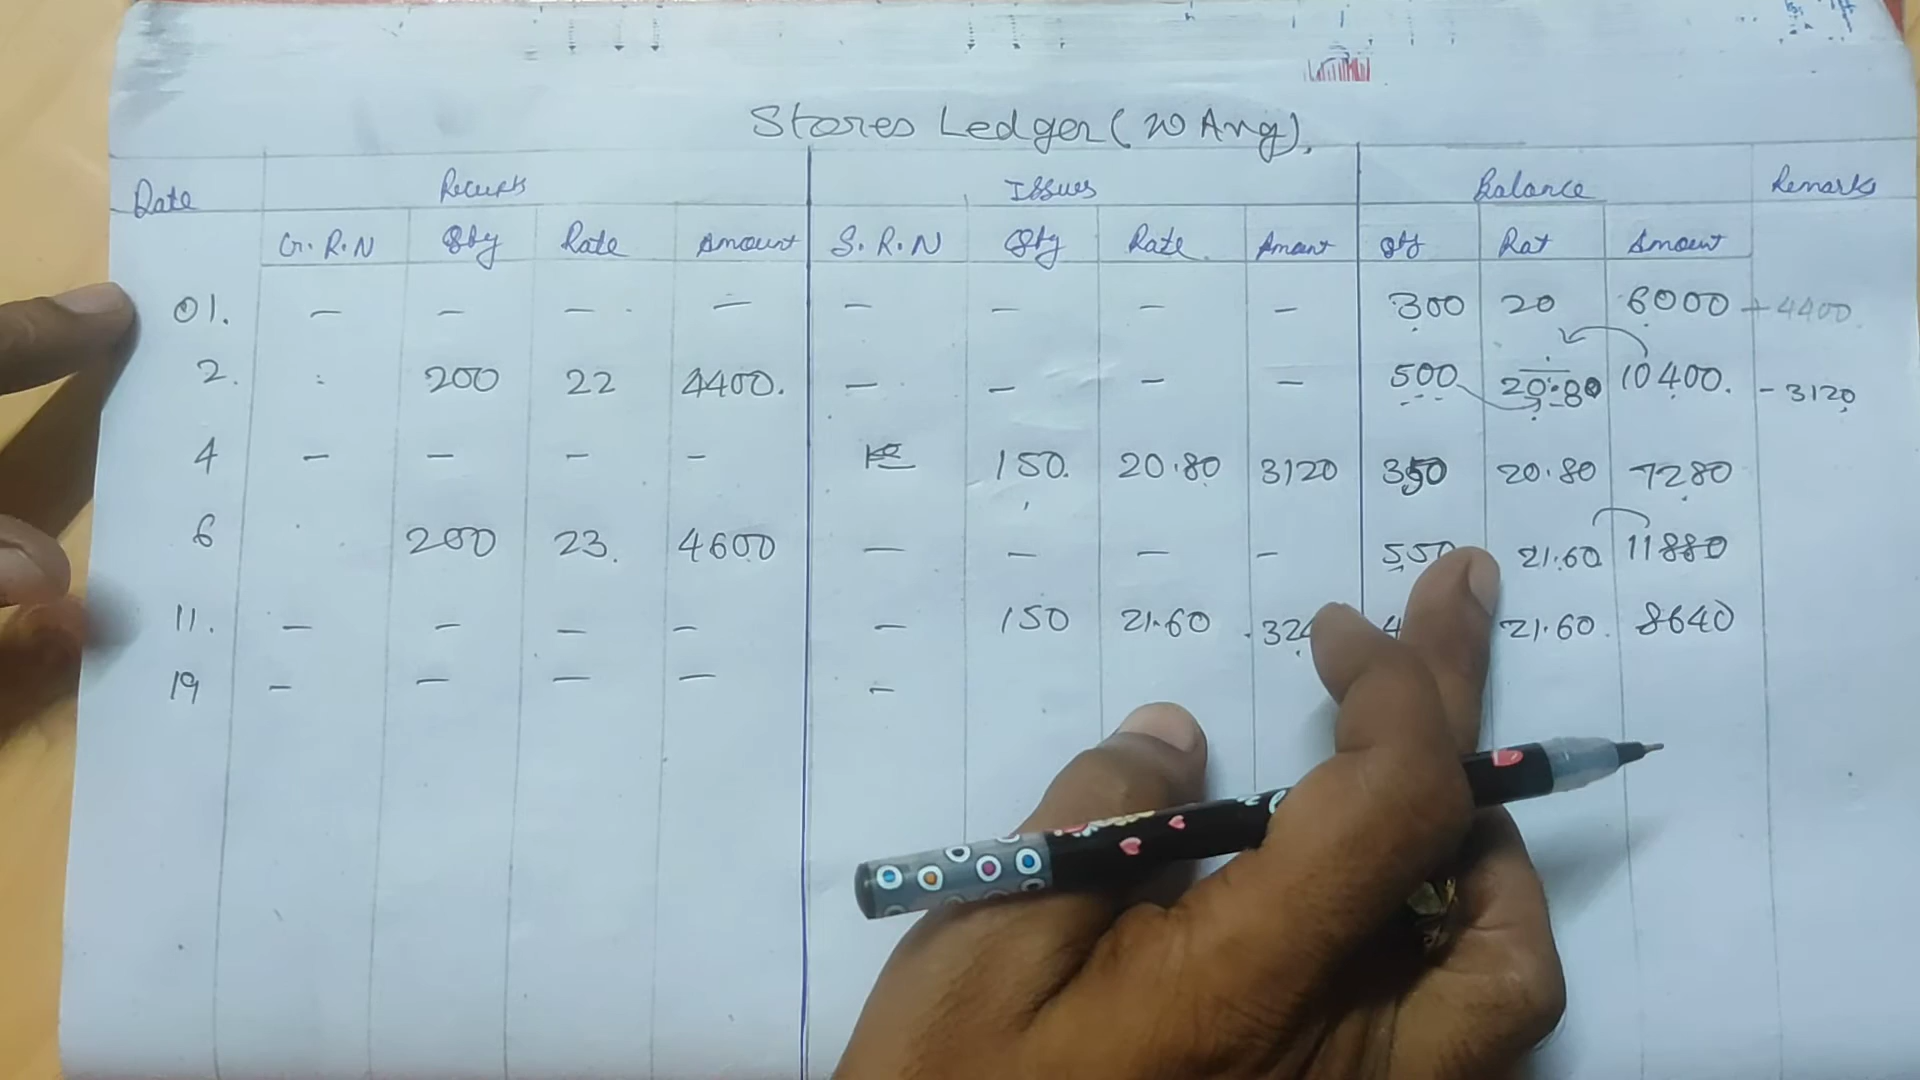 Stores Ledger (W Avg).
Date Receipts Issues Balance Remarks
G.R.N Qty Rate Amount S.R.N Qty Rate Amount Qty Rat Amount
01. — — — — — — — — 300 20 6000 + 4400.
2. 200 22 4400. — — — — 500 20.80 10400. - 3120
4 — — — — 150. 20.80 3120 350 20.80 7280
6 200 23. 4600 — — — — 550 21.60 11880
11. — — — — — 150 21.60 21.60 8640
19 — — — — —